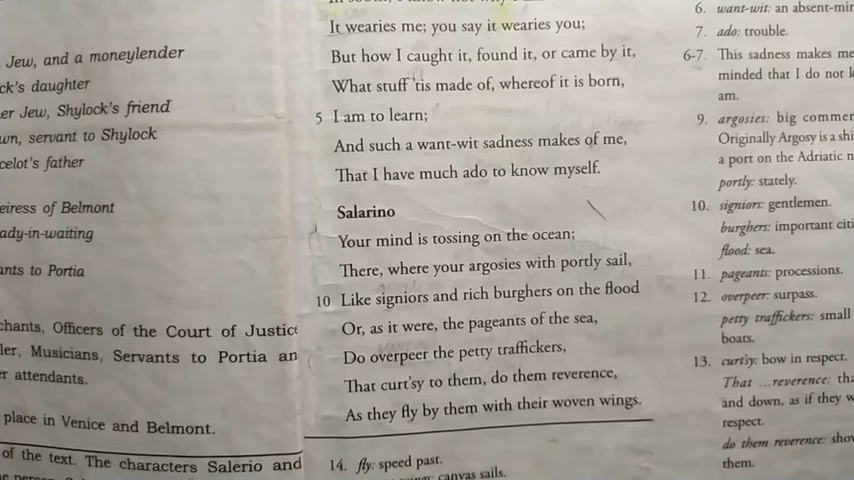 Jew, and a moneylender
ck's daughter
er Jew, Shylock's friend
wn, servant to Shylock
celot's father
eiress of Belmont
ady-in-waiting
ants to Portia
chants, Officers of the Court of Justice
ler, Musicians, Servants to Portia an
r attendants.
place in Venice and Belmont.
of the text. The characters Salerio and
It wearies me; you say it wearies you;
But how I caught it, found it, or came by it,
What stuff 'tis made of, whereof it is born,
5 I am to learn;
And such a want-wit sadness makes of me,
That I have much ado to know myself.
Salarino
Your mind is tossing on the ocean;
There, where your argosies with portly sail,
10 Like signiors and rich burghers on the flood
Or, as it were, the pageants of the sea,
Do overpeer the petty traffickers,
That curt'sy to them, do them reverence,
As they fly by them with their woven wings.
14. fly: speed past.
canvas sails.
6. want-wit: an absent-mi
7. ado: trouble.
6-7. This sadness makes me
minded that I do not k
am.
9. argosies: big commer
Originally Argosy is a shi
a port on the Adriatic n
portly: stately.
10. signiors: gentlemen.
burghers: important citi
flood: sea.
11. pageants: processions.
12. overpeer: surpass.
petty traffickers: small
boats.
13. curt'sy: bow in respect.
That ...reverence: tha
and down, as if they w
respect.
do them reverence: show
them.